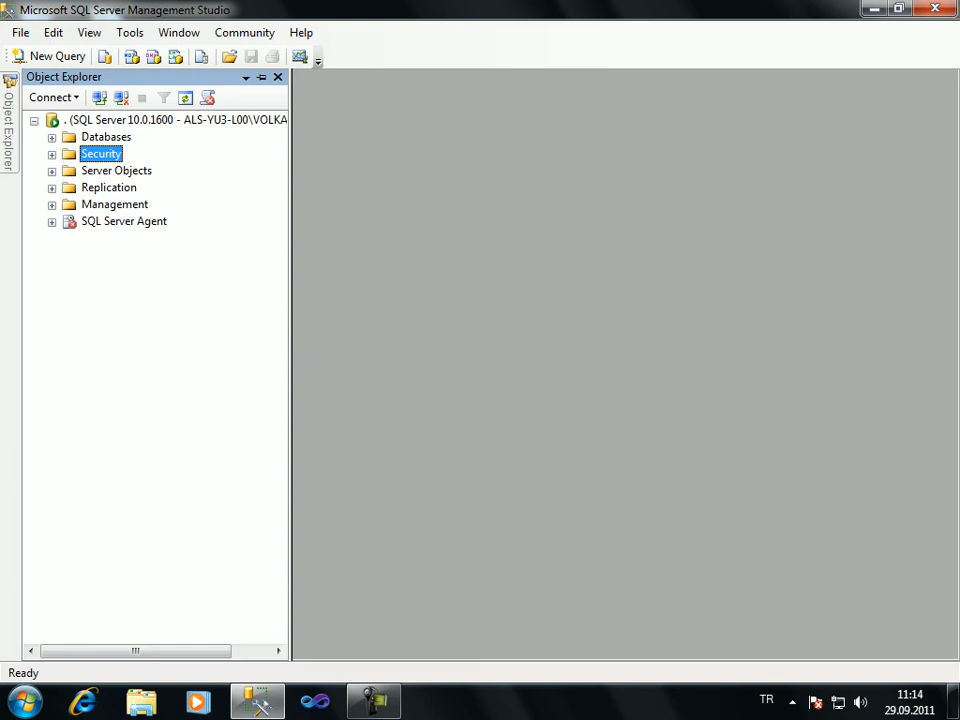 Microsoft SQL Server Management Studio
File Edit View Tools Window Community Help
New Query
Object Explorer
Object Explorer
Connect
. (SQL Server 10.0.1600 - ALS-YU3-L00\VOLKA
Databases
Security
Server Objects
Replication
Management
SQL Server Agent
Ready
TR
11:14
29.09.2011